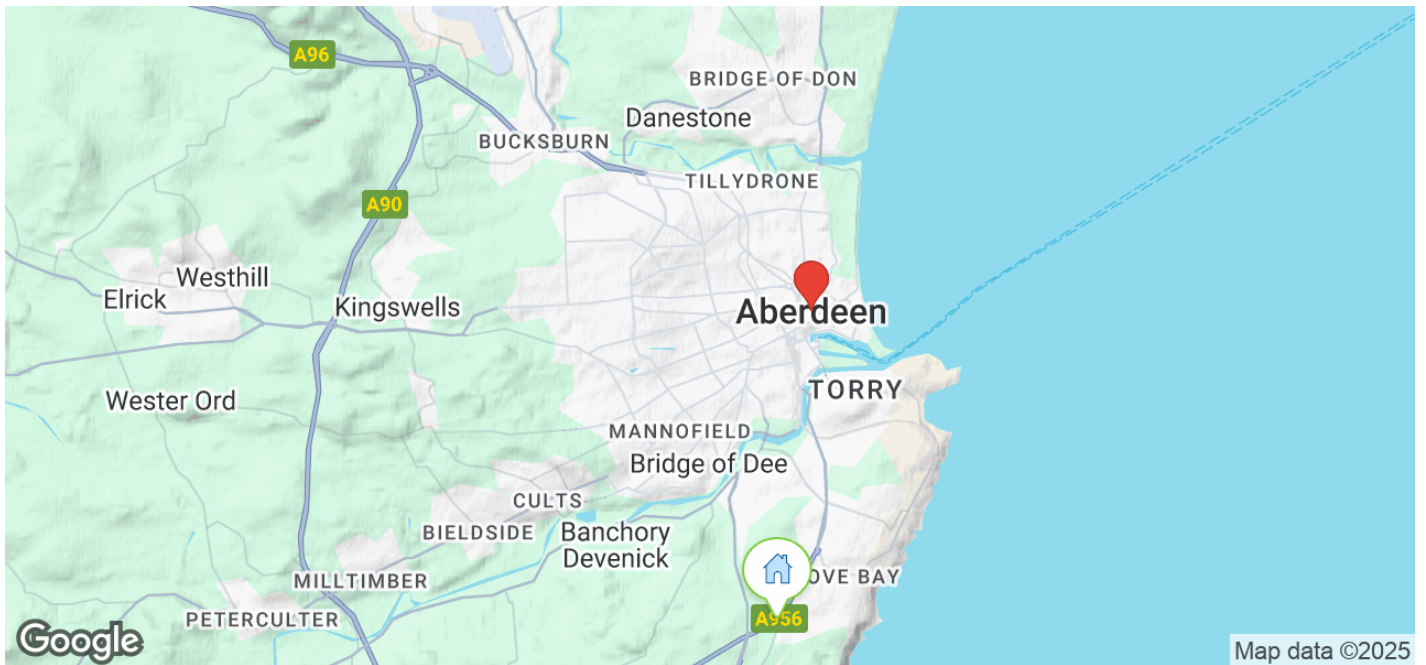 A96
BRIDGE OF DON
Danestone
BUCKSBURN
TILLYDRONE
A90
Westhill
Elrick
Kingswells
Aberdeen
Wester Ord
TORRY
MANNOFIELD
Bridge of Dee
CULTS
BIELDSIDE
Banchory
Devenick
MILLTIMBER
OVE BAY
PETERCULTER
A956
Google
Map data ©2025